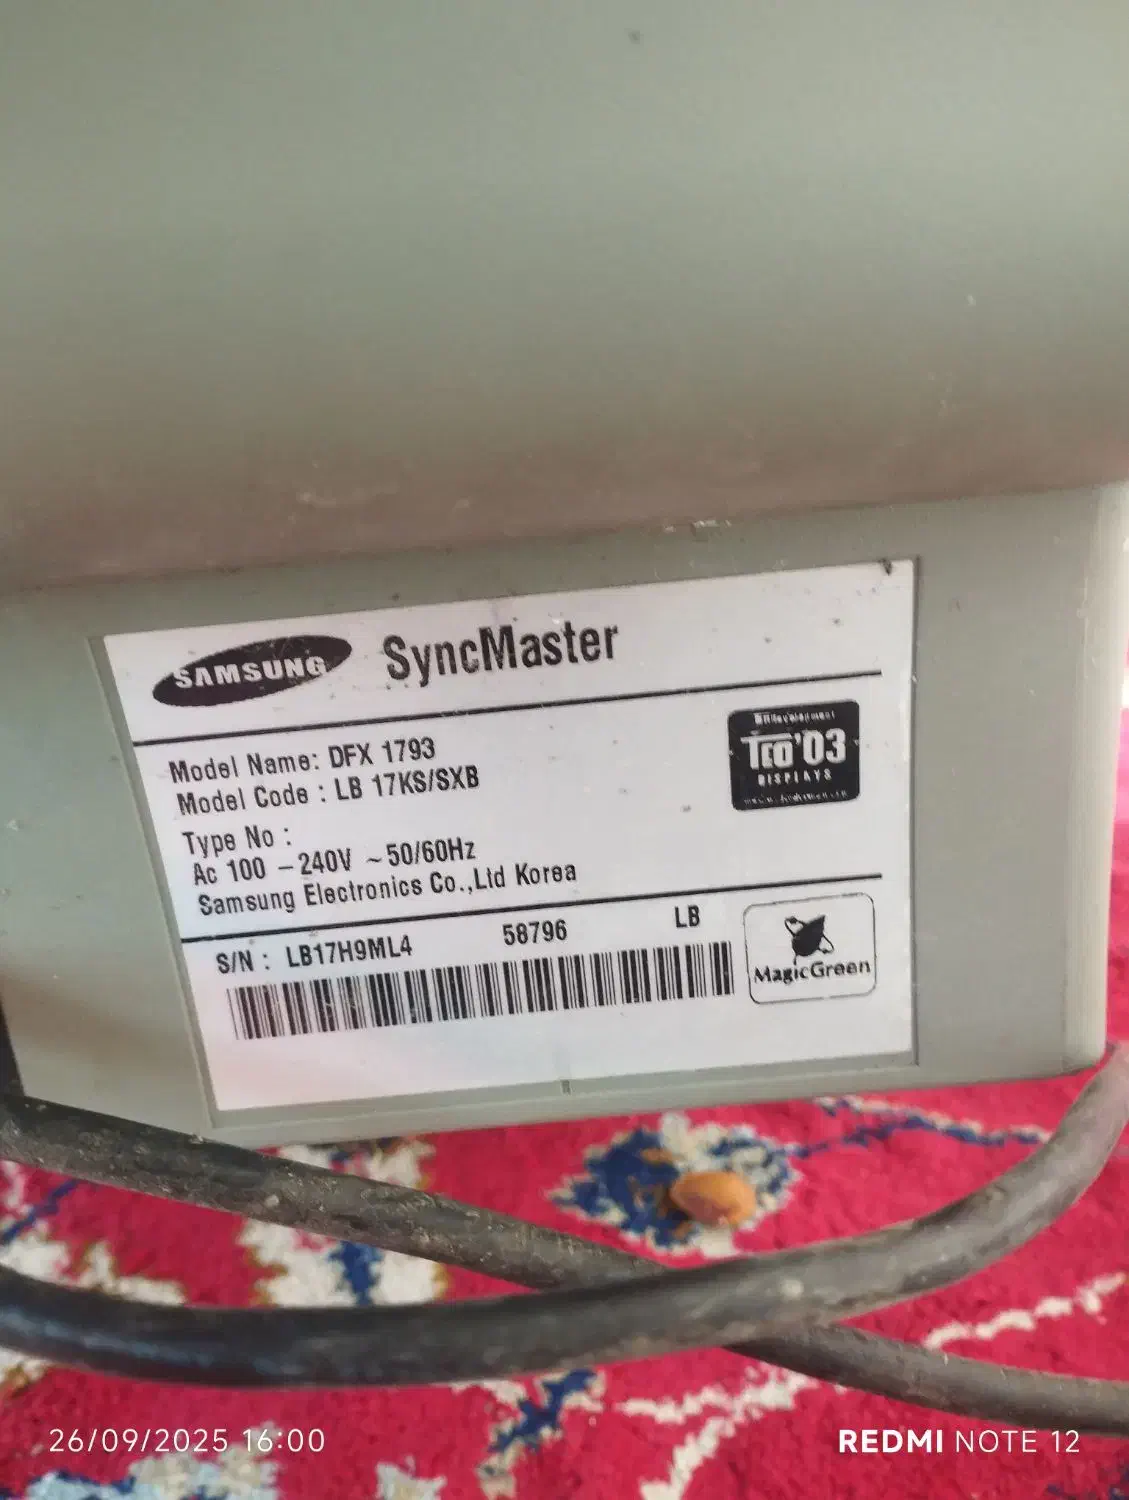 SAMSUNG SyncMaster
Model Name: DFX 1793
Model Code : LB 17KS/SXB
Type No :
Ac 100 – 240V ~ 50/60Hz
Samsung Electronics Co.,Ltd Korea
TCO'03
DISPLAYS
S/N : LB17H9ML4 58796 LB
MagicGreen
26/09/2025 16:00
REDMI NOTE 12